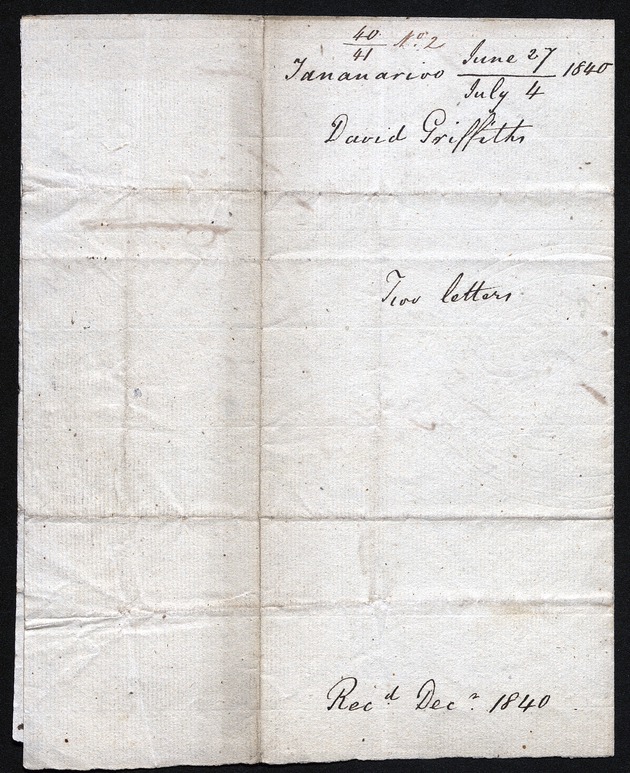 40 No. 2
41
Tananarivo June 27 1840
July 4
David Griffiths
Two letters
Recd Decr 1840